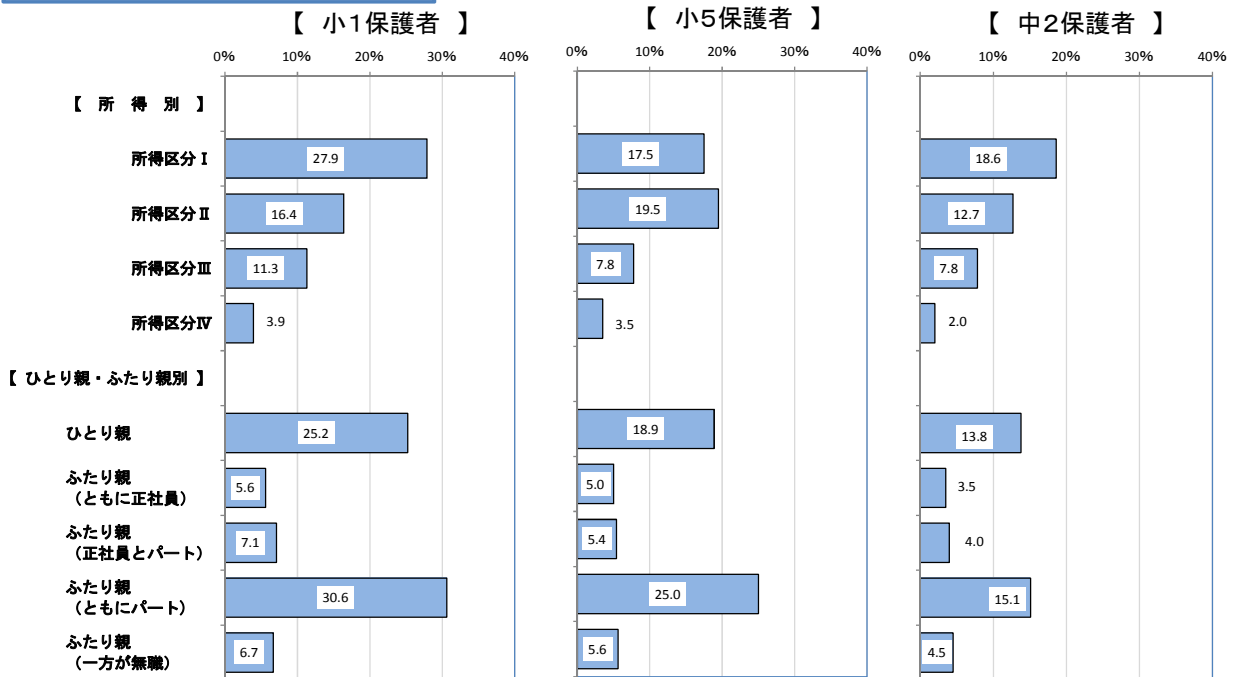 【 小1保護者 】
【 小5保護者 】
【 中2保護者 】
0% 10% 20% 30% 40%
0% 10% 20% 30% 40%
0% 10% 20% 30% 40%
【 所 得 別 】
所得区分Ⅰ 27.9 17.5 18.6
所得区分Ⅱ 16.4 19.5 12.7
所得区分Ⅲ 11.3 7.8 7.8
所得区分Ⅳ 3.9 3.5 2.0
【 ひとり親・ふたり親別 】
ひとり親 25.2 18.9 13.8
ふたり親
（ともに正社員） 5.6 5.0 3.5
ふたり親
（正社員とパート） 7.1 5.4 4.0
ふたり親
（ともにパート） 30.6 25.0 15.1
ふたり親
（一方が無職） 6.7 5.6 4.5